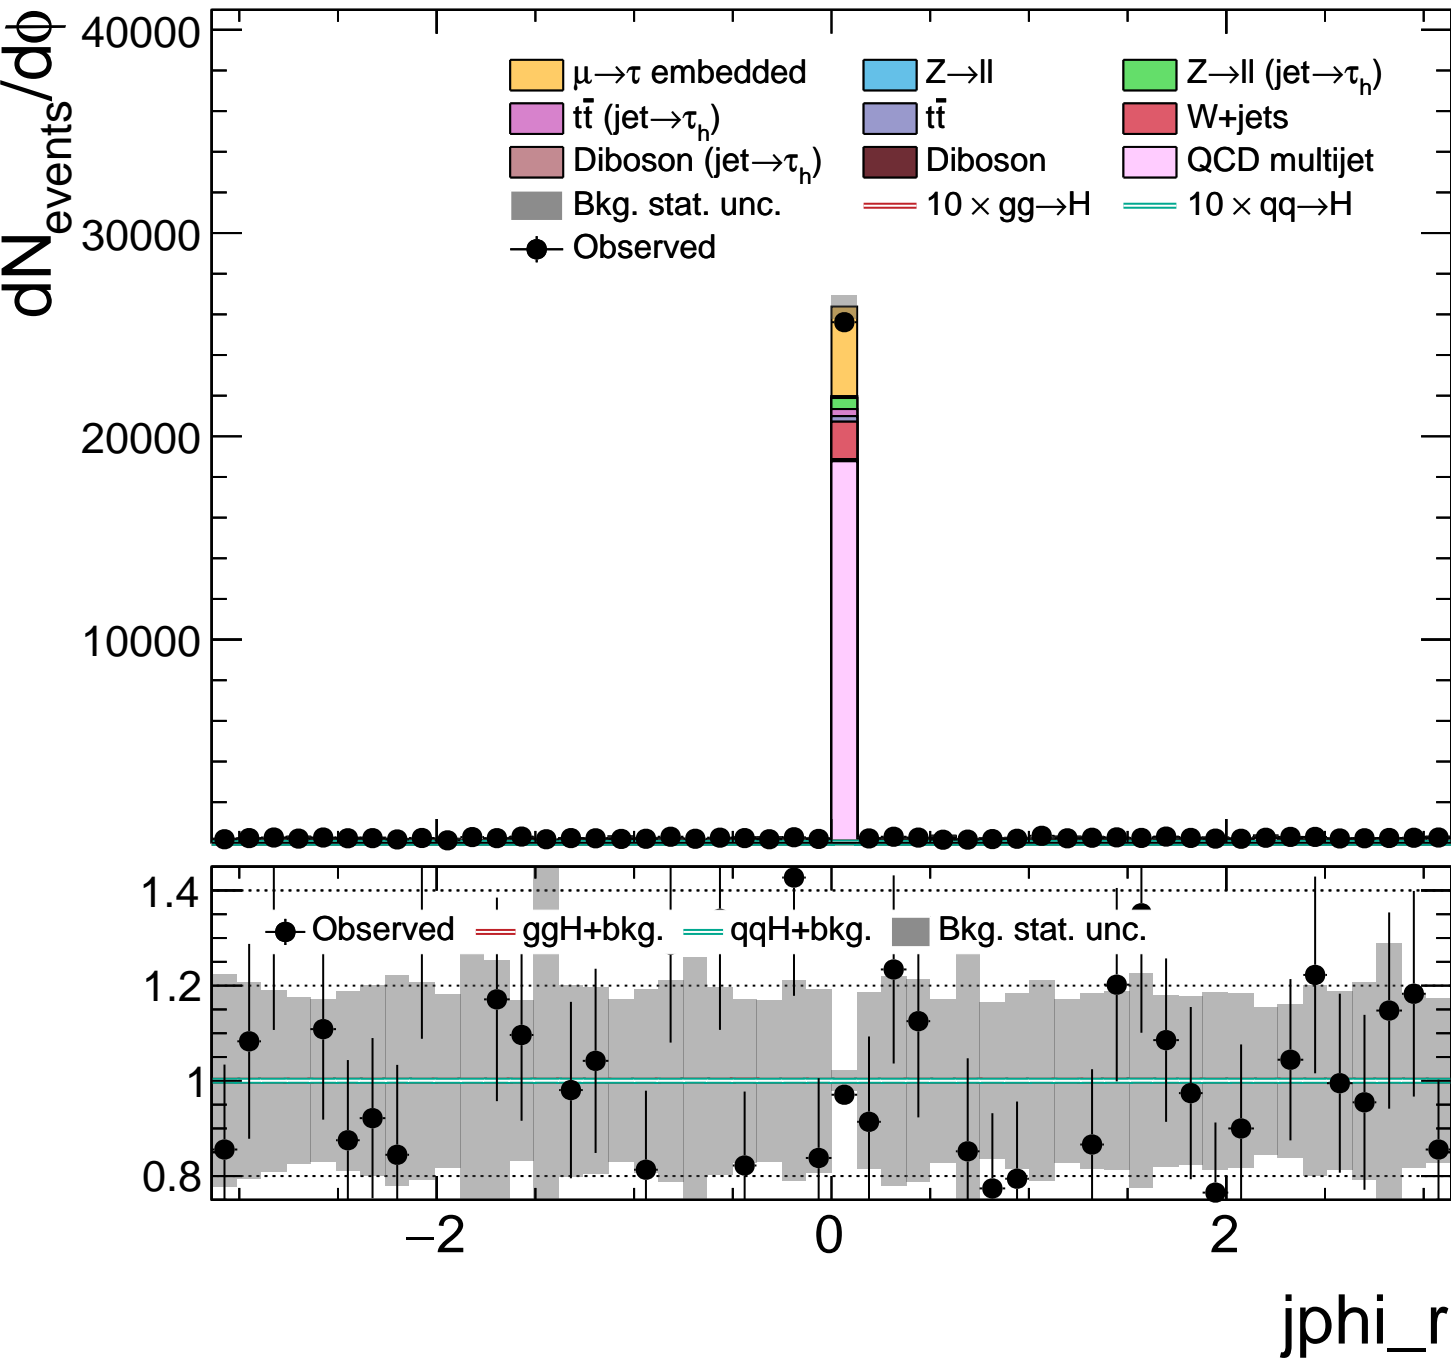 dN_events/dϕ
40000
30000
20000
10000
μ→τ embedded Z→ll Z→ll (jet→τ_h)
tt̄ (jet→τ_h) tt̄ W+jets
Diboson (jet→τ_h) Diboson QCD multijet
Bkg. stat. unc. 10 × gg→H 10 × qq→H
Observed
1.4
1.2
1
0.8
Observed ggH+bkg. qqH+bkg. Bkg. stat. unc.
−2 0 2
jphi_r